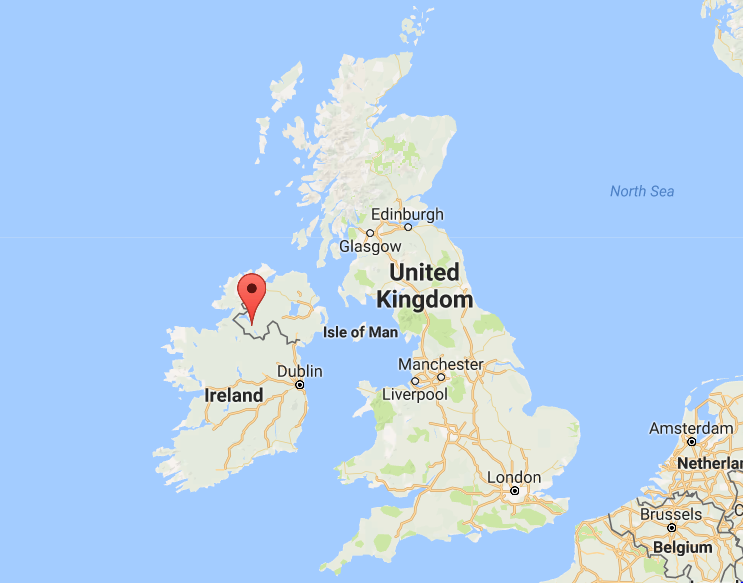 North Sea
Edinburgh
Glasgow
United
Kingdom
Isle of Man
Manchester
Dublin
Liverpool
Ireland
Amsterdam
Netherlan
London
Brussels
C
Belgium